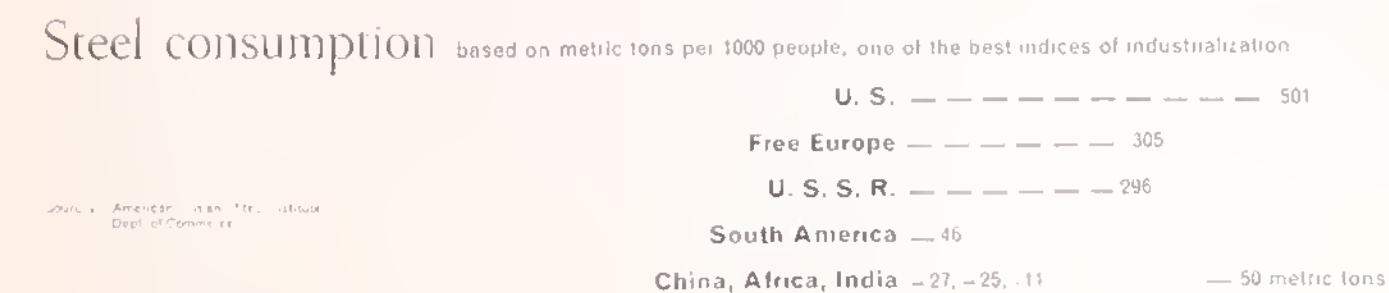 Steel consumption based on metric tons per 1000 people, one of the best indices of industrialization
U. S. 501
Free Europe 305
U. S. S. R. 296
South America 46
American
Dept of Commerce
China, Africa, India 27, 25, 11
50 metric tons